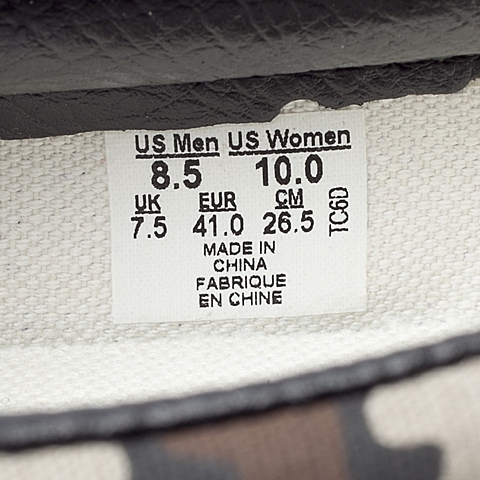 US Men US Women
8.5 10.0
UK EUR CM
7.5 41.0 26.5
TC6D
MADE IN
CHINA
FABRIQUE
EN CHINE